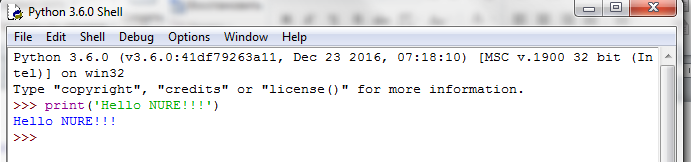 Python 3.6.0 Shell
File Edit Shell Debug Options Window Help
Python 3.6.0 (v3.6.0:41df79263a11, Dec 23 2016, 07:18:10) [MSC v.1900 32 bit (In
tel)] on win32
Type "copyright", "credits" or "license()" for more information.
>>> print('Hello NURE!!!')
Hello NURE!!!
>>>